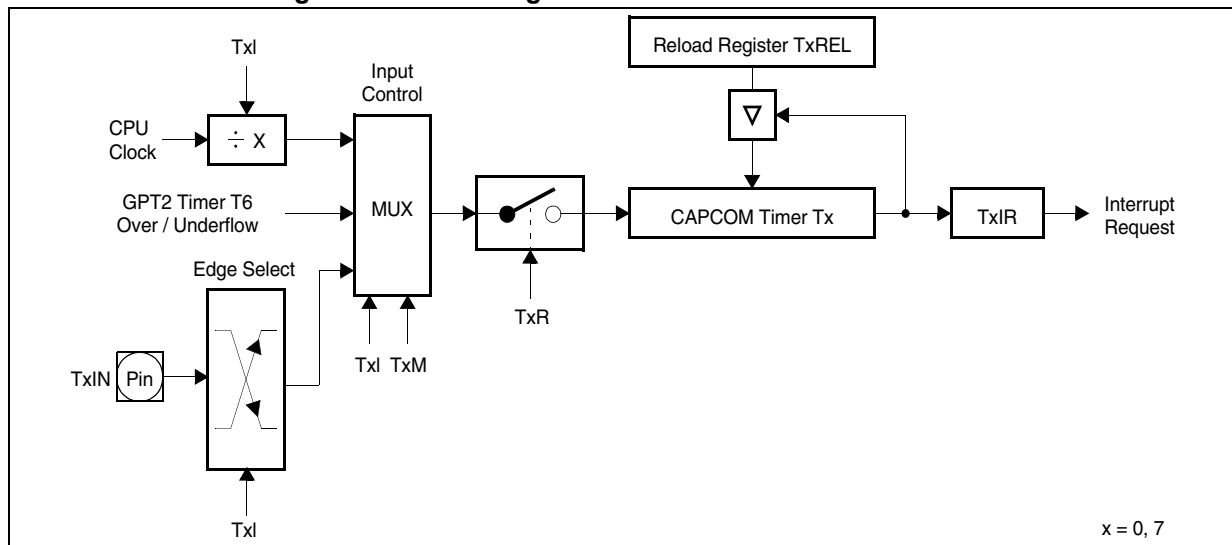 Reload Register TxREL
TxI
Input
Control
CPU
Clock
÷ X
∇
GPT2 Timer T6
Over / Underflow
MUX
CAPCOM Timer Tx
TxIR
Interrupt
Request
Edge Select
TxR
TxI TxM
TxIN
Pin
TxI
x = 0, 7